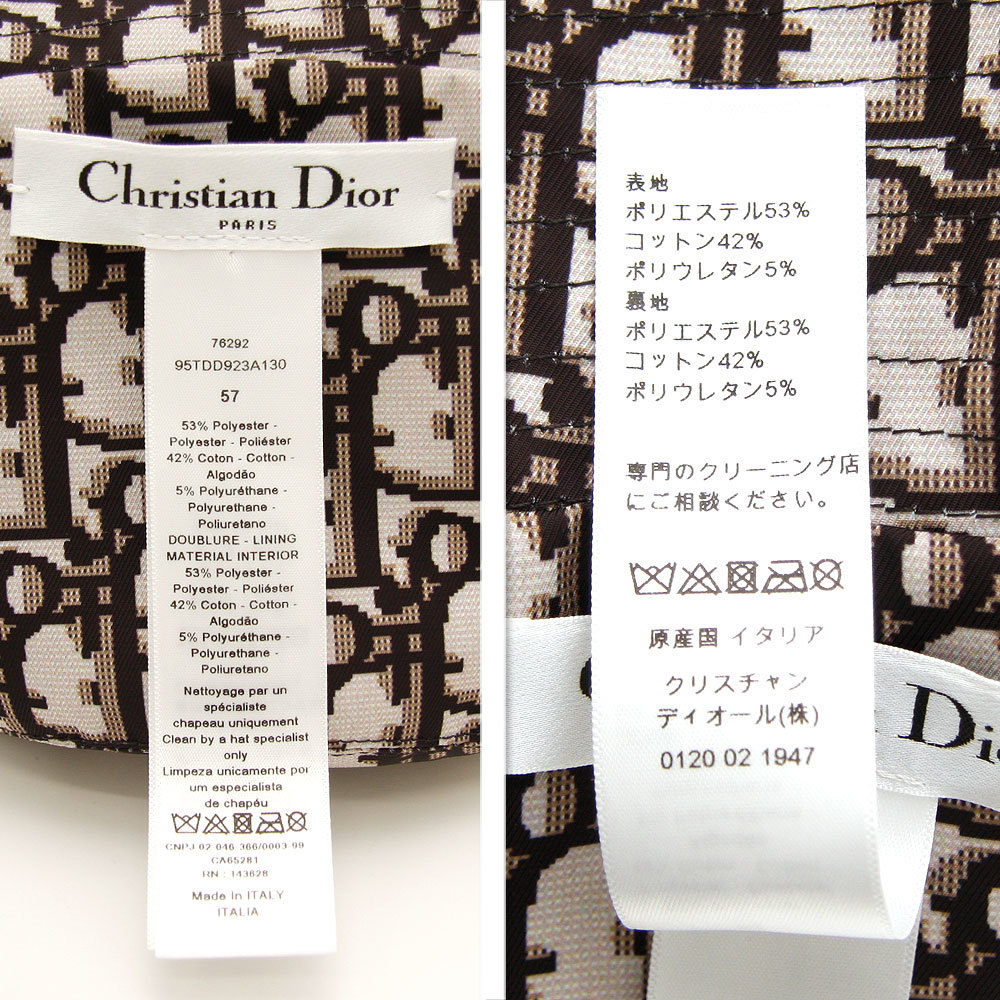 Christian Dior
PARIS
76292
95TDD923A130
57
53% Polyester -
Polyester - Poliéster
42% Coton - Cotton -
Algodão
5% Polyuréthane -
Polyurethane -
Poliuretano
DOUBLURE - LINING
MATERIAL INTERIOR
53% Polyester -
Polyester - Poliéster
42% Coton - Cotton -
Algodão
5% Polyuréthane -
Polyurethane -
Poliuretano
Nettoyage par un
spécialiste
chapeau uniquement
Clean by a hat specialist
only
Limpeza unicamente por
um especialista
de chapéu
CNPJ 02 046 366/0003-99
CA65281
RN : 143628
Made In ITALY
ITALIA
表地
ポリエステル53%
コットン42%
ポリウレタン5%
裏地
ポリエステル53%
コットン42%
ポリウレタン5%
専門のクリーニング店
にご相談ください。
原産国 イタリア
クリスチャン
ディオール(株)
0120 02 1947